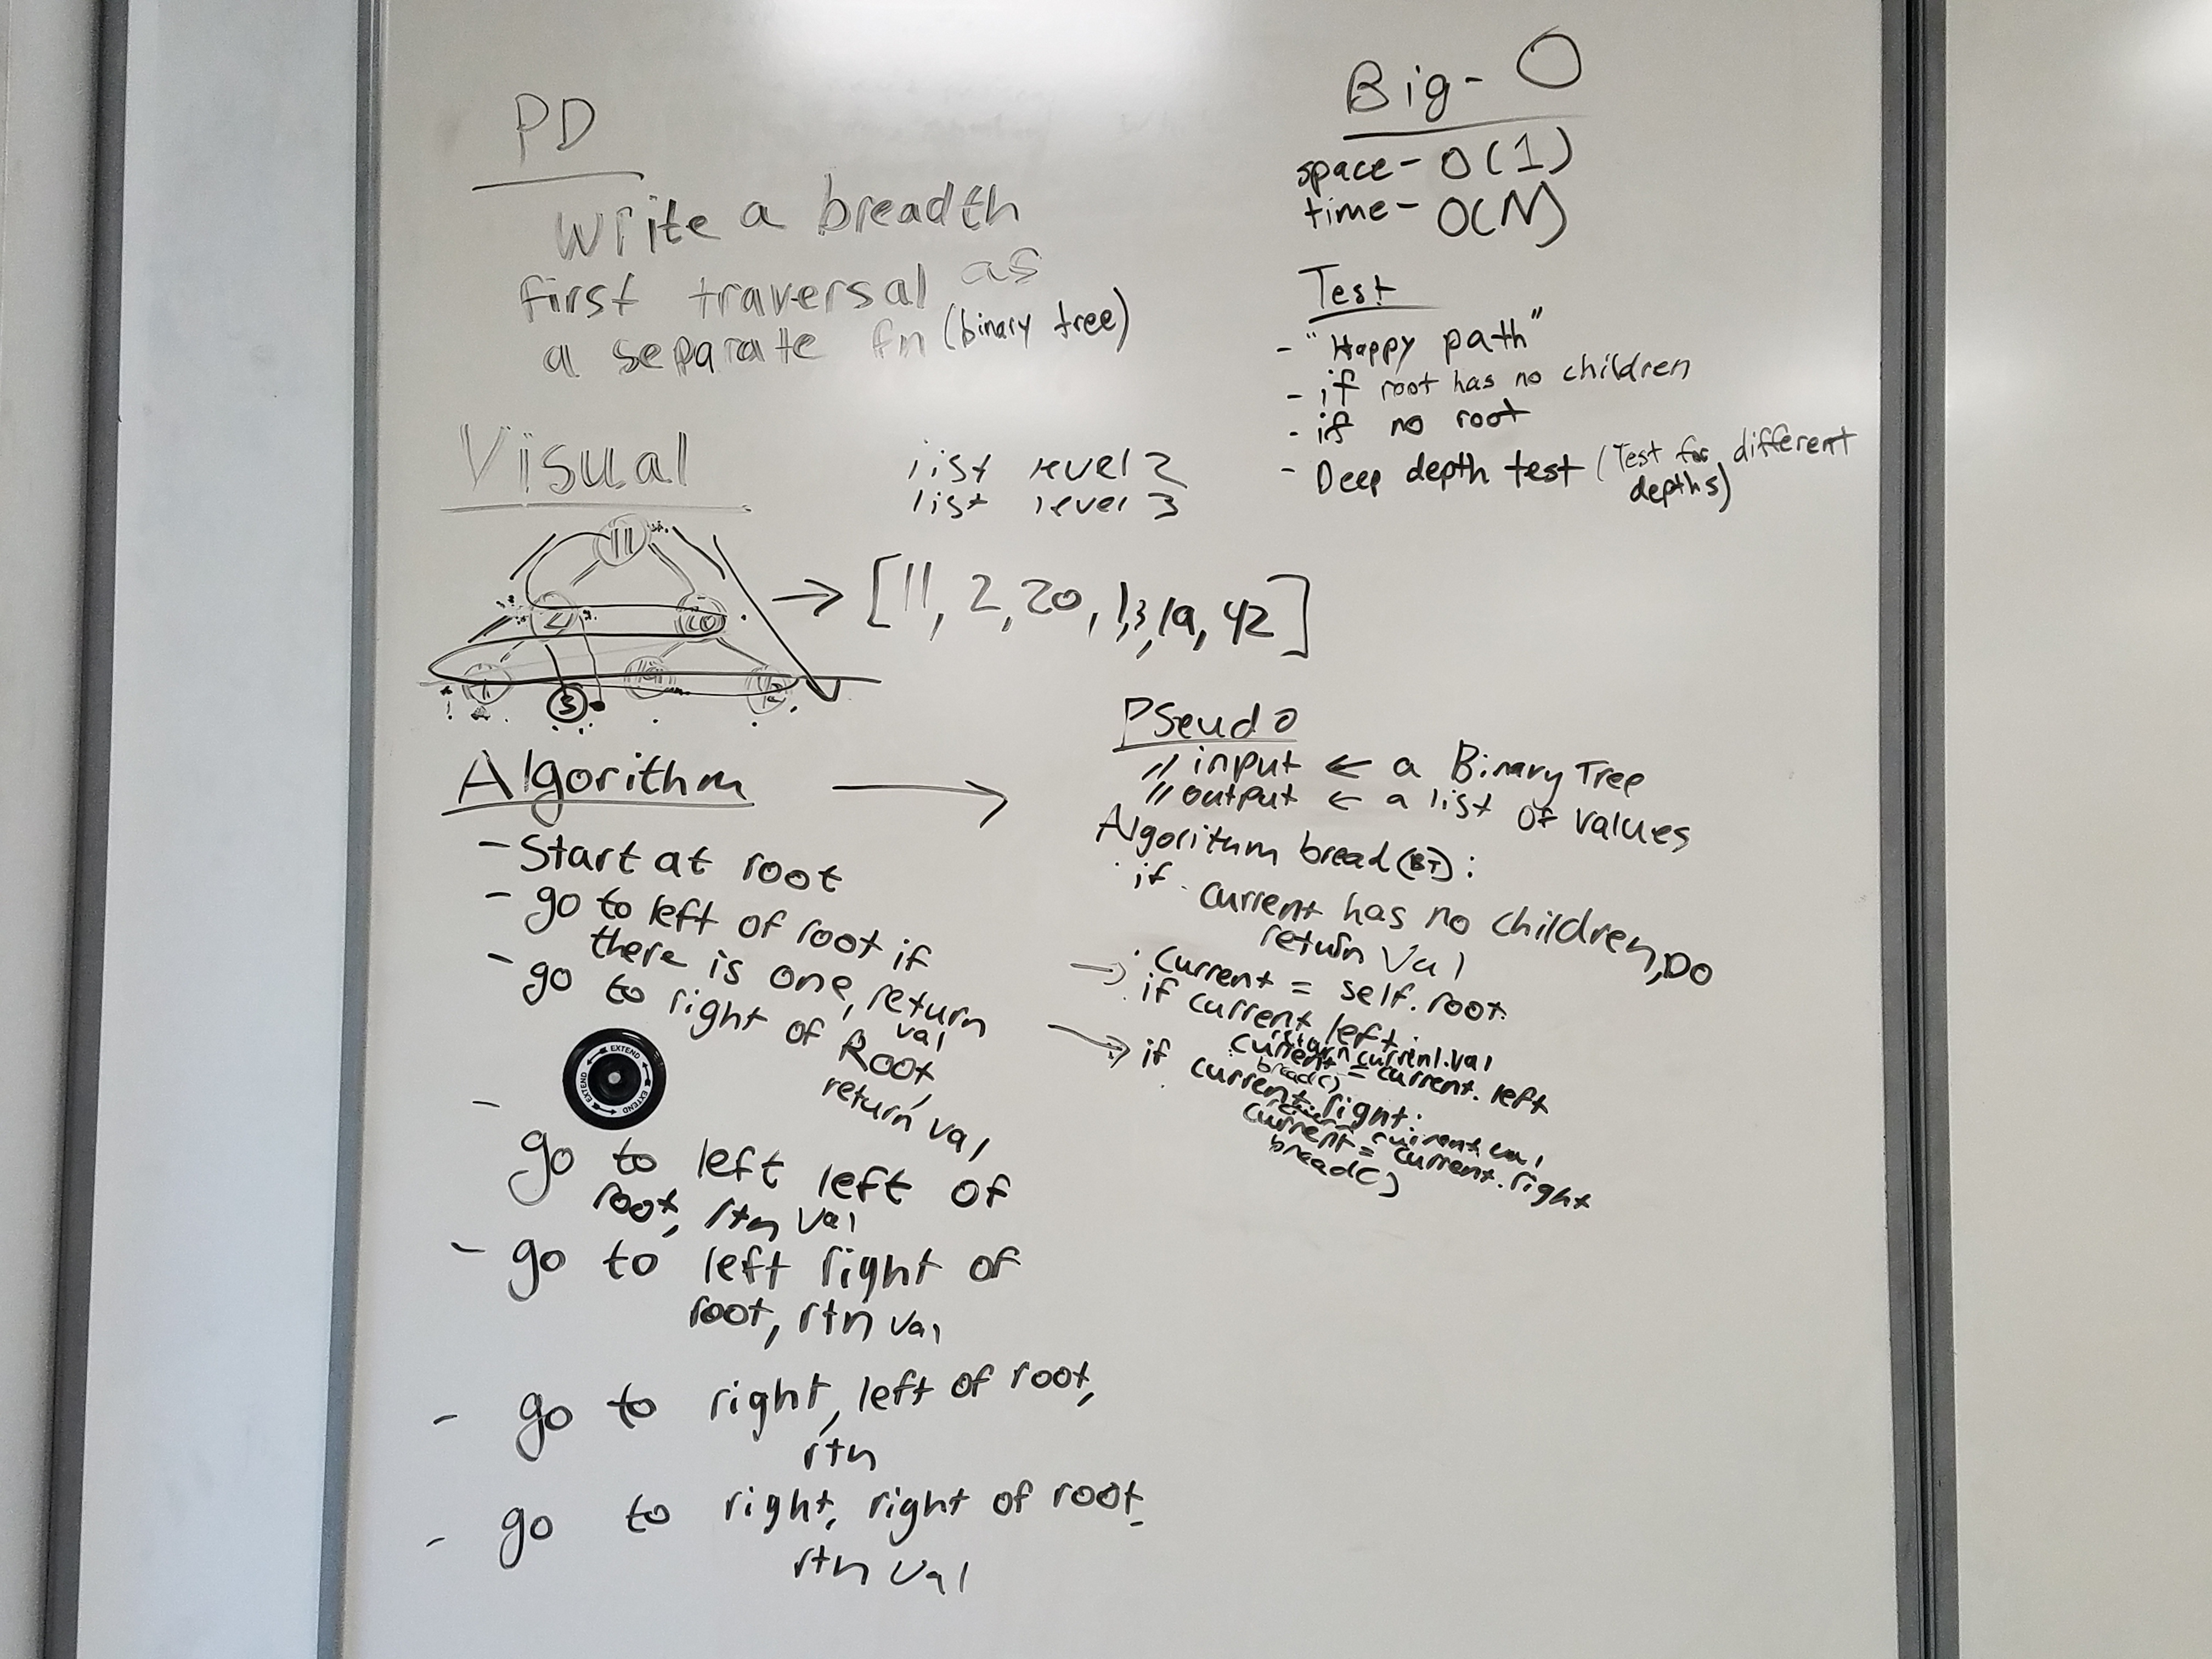 PD
write a breadth
first traversal as
a separate fn (binary tree)
Visual
list level 2
list level 3
11
2
20
1
3
19
42
→ [11, 2, 20, 1, 3, 19, 42]
Algorithm →
- Start at root
- go to left of root if
there is one, return
val
- go to right of Root,
return val
EXTEND EXTEND EXTEND
- go to left left of
root, rtn val
- go to left right of
root, rtn val
- go to right, left of root,
rtn
- go to right, right of root
rtn val
Big-O
space - O(1)
time - O(N)
Test
- "Happy path"
- if root has no children
- if no root
- Deep depth test (Test for different
depths)
Pseudo
// input ← a Binary Tree
// output ← a list of values
Algorithm bread(BT):
if current has no children, DO
return Val
→ current = self.root
if current left:
return current.val
current = current.left
bread()
→ if current.right:
current val
current = current.right
bread()